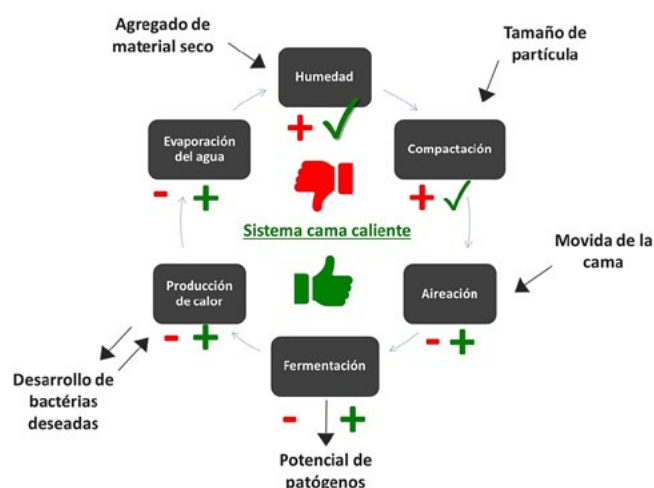 Agregado de
material seco
Tamaño de
partícula
Humedad
Evaporación
del agua
+
Compactación
-
+
+
Sistema cama caliente
Movida de la
cama
Producción
de calor
Aireación
-
+
Fermentación
-
+
Desarrollo de
bactérias
deseadas
-
+
Potencial de
patógenos